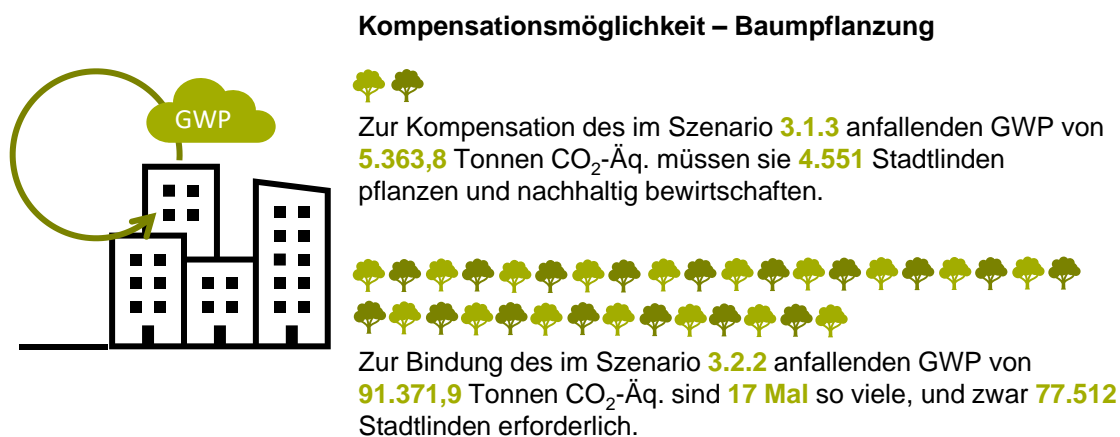 Kompensationsmöglichkeit – Baumpflanzung
GWP
Zur Kompensation des im Szenario 3.1.3 anfallenden GWP von
5.363,8 Tonnen CO₂-Äq. müssen sie 4.551 Stadtlinden
pflanzen und nachhaltig bewirtschaften.
Zur Bindung des im Szenario 3.2.2 anfallenden GWP von
91.371,9 Tonnen CO₂-Äq. sind 17 Mal so viele, und zwar 77.512
Stadtlinden erforderlich.